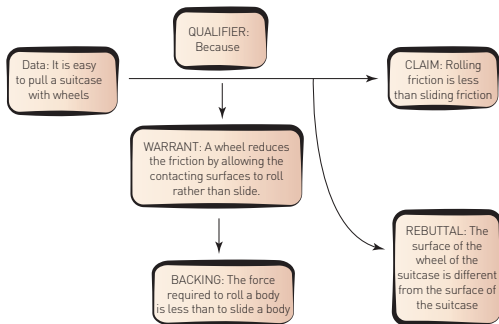 QUALIFIER:
Because
Data: It is easy
to pull a suitcase
with wheels
CLAIM: Rolling
friction is less
than sliding friction
WARRANT: A wheel reduces
the friction by allowing the
contacting surfaces to roll
rather than slide.
REBUTTAL: The
surface of the
wheel of the
suitcase is different
from the surface of
the suitcase
BACKING: The force
required to roll a body
is less than to slide a body